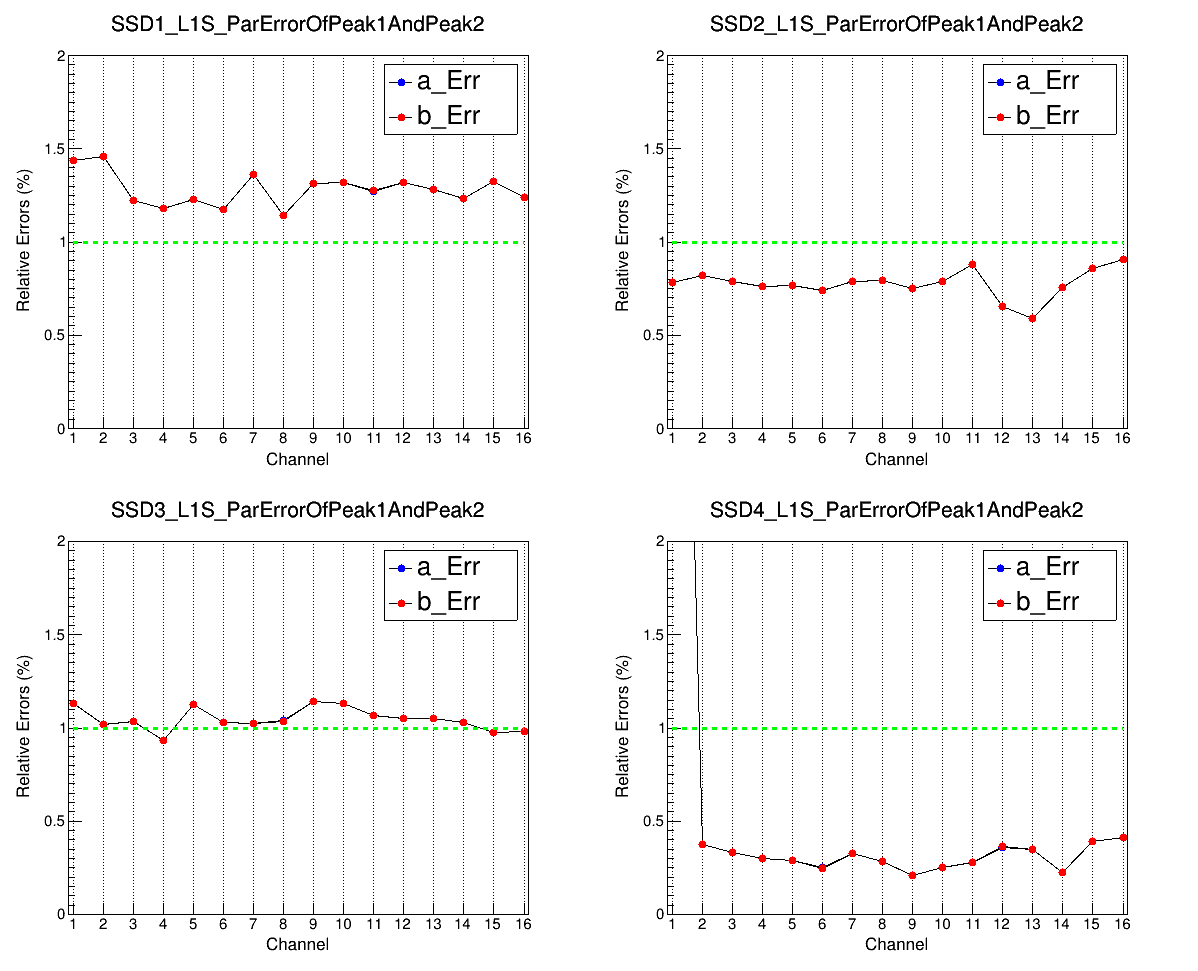 SSD1_L1S_ParErrorOfPeak1AndPeak2
2
1.5
1
0.5
0
Relative Errors (%)
a_Err
b_Err
1 2 3 4 5 6 7 8 9 10 11 12 13 14 15 16
Channel
SSD2_L1S_ParErrorOfPeak1AndPeak2
2
1.5
1
0.5
0
Relative Errors (%)
a_Err
b_Err
1 2 3 4 5 6 7 8 9 10 11 12 13 14 15 16
Channel
SSD3_L1S_ParErrorOfPeak1AndPeak2
2
1.5
1
0.5
0
Relative Errors (%)
a_Err
b_Err
1 2 3 4 5 6 7 8 9 10 11 12 13 14 15 16
Channel
SSD4_L1S_ParErrorOfPeak1AndPeak2
2
1.5
1
0.5
0
Relative Errors (%)
a_Err
b_Err
1 2 3 4 5 6 7 8 9 10 11 12 13 14 15 16
Channel